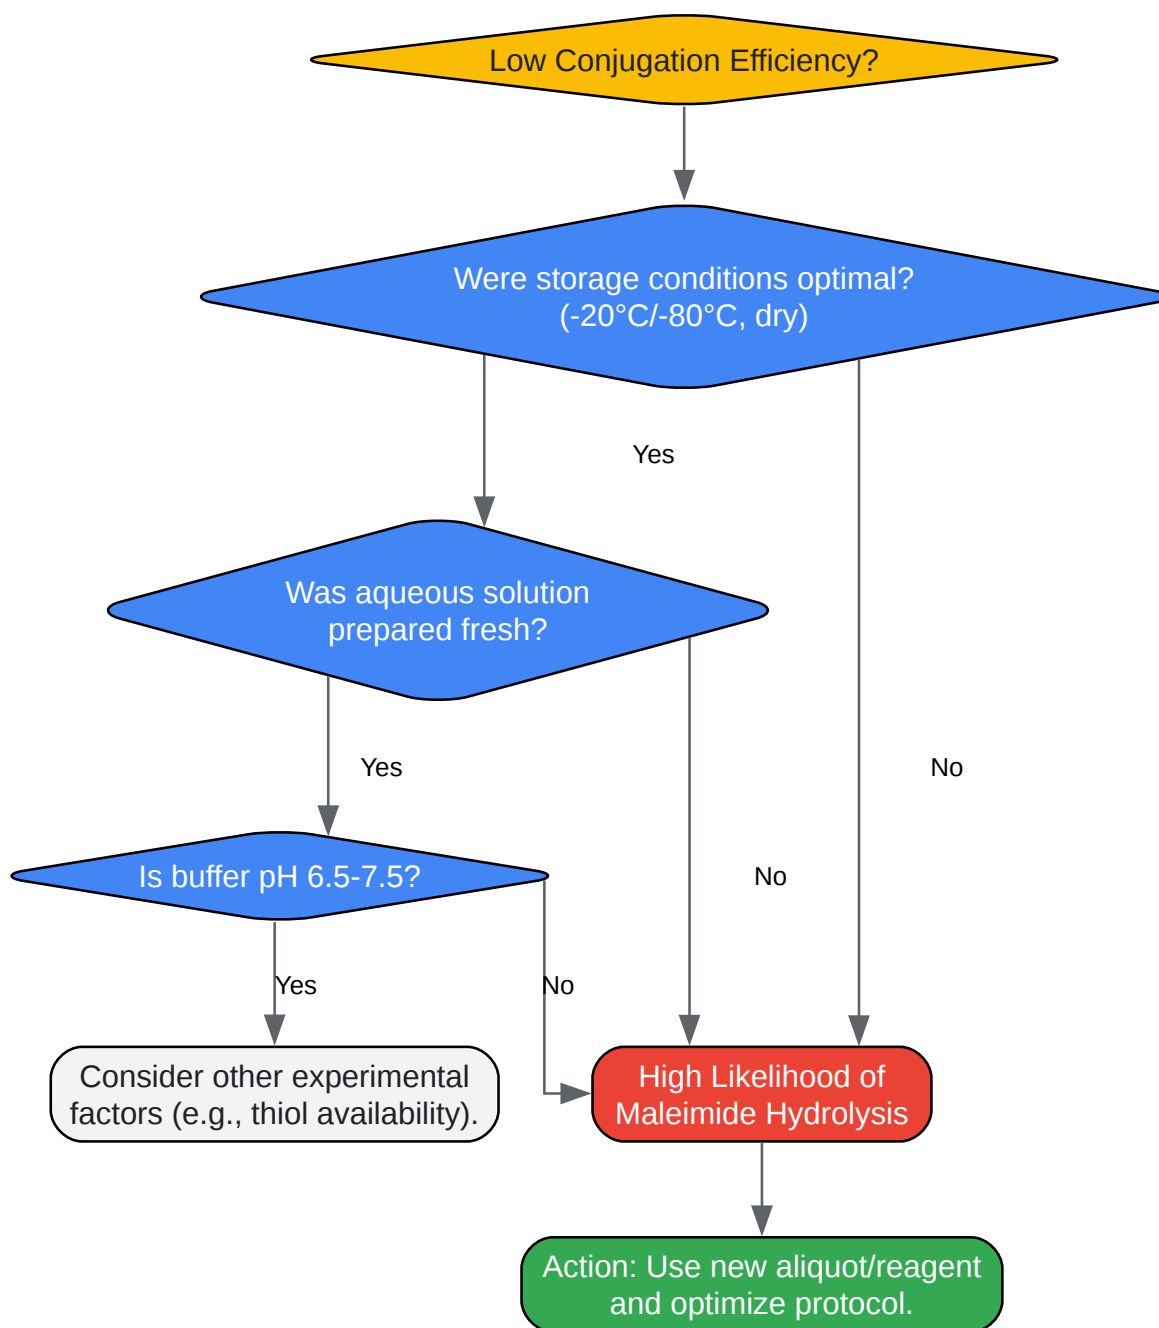 Low Conjugation Efficiency?
Were storage conditions optimal?
(-20°C/-80°C, dry)
Yes
Was aqueous solution
prepared fresh?
Yes
No
Is buffer pH 6.5-7.5?
No
Yes
No
Consider other experimental
factors (e.g., thiol availability).
High Likelihood of
Maleimide Hydrolysis
Action: Use new aliquot/reagent
and optimize protocol.